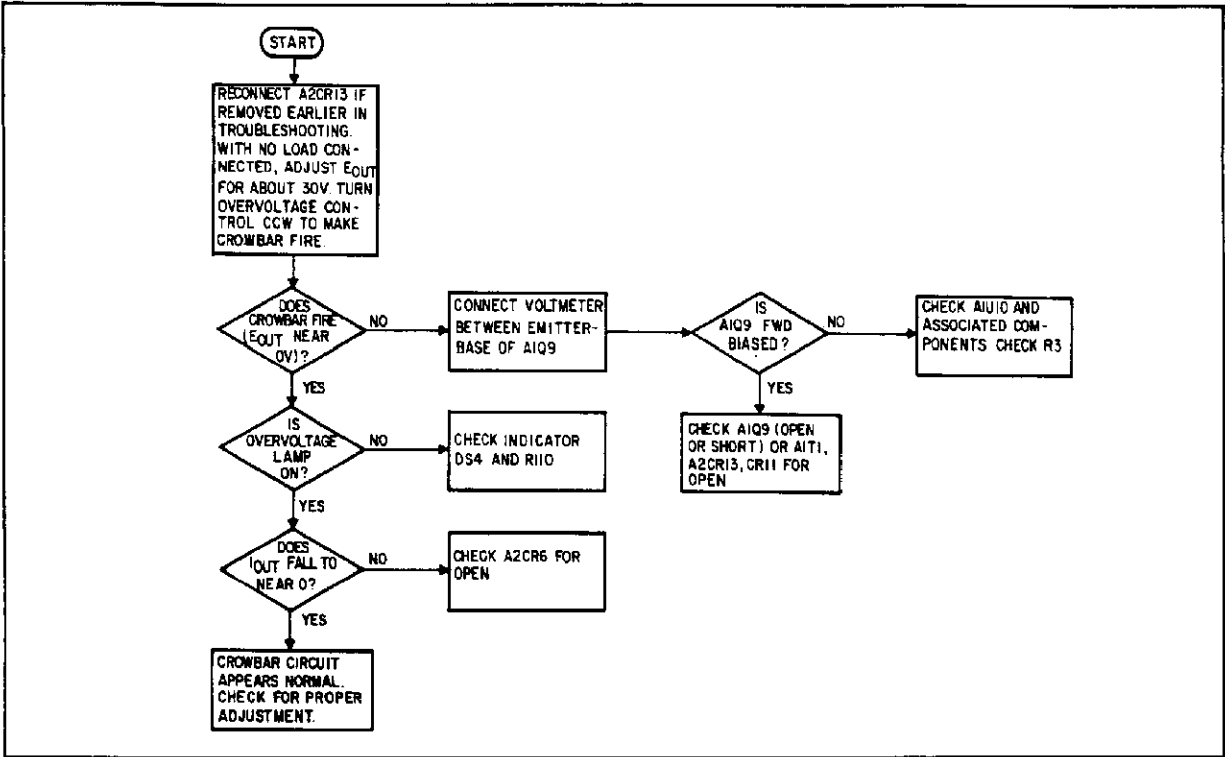 START
RECONNECT A2CR13 IF
REMOVED EARLIER IN
TROUBLESHOOTING.
WITH NO LOAD CON-
NECTED, ADJUST EOUT
FOR ABOUT 30V. TURN
OVERVOLTAGE CON-
TROL CCW TO MAKE
CROWBAR FIRE.
DOES
CROWBAR FIRE
(EOUT NEAR
OV)?
NO
CONNECT VOLTMETER
BETWEEN EMITTER-
BASE OF A1Q9
IS
A1Q9 FWD
BIASED?
NO
CHECK A1U10 AND
ASSOCIATED COM-
PONENTS CHECK R3
YES
CHECK A1Q9 (OPEN
OR SHORT) OR A1T1,
A2CR13, CR11 FOR
OPEN
YES
IS
OVERVOLTAGE
LAMP
ON?
NO
CHECK INDICATOR
DS4 AND R110
YES
DOES
IOUT FALL TO
NEAR 0?
NO
CHECK A2CR6 FOR
OPEN
YES
CROWBAR CIRCUIT
APPEARS NORMAL.
CHECK FOR PROPER
ADJUSTMENT.